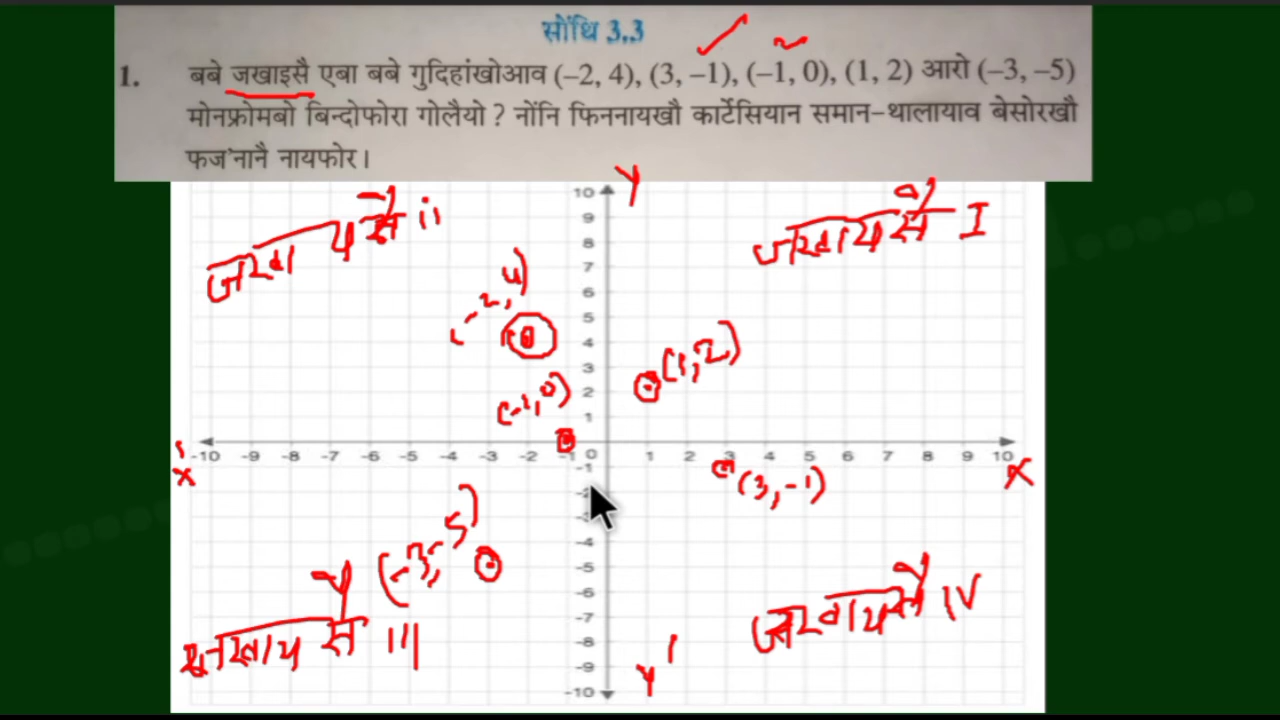 सौंथि 3..3
1. बबे जखाइसै एबा बबे गुदिहांखोआव (–2, 4), (3, –1), (–1, 0), (1, 2) आरो (–3, –5)
मोनफ्रोमबो बिन्दोफोरा गोलैयो ? नोंनि फिननायखौ कार्टेसियान समान-थालायाव बेसोरखौ
फज'नानै नायफोर।
Y
ii
I
(-2, 4)
(1, 2)
(-1, 0)
10
9
8
7
6
5
4
3
2
1
-10 -9 -8 -7 -6 -5 -4 -3 -2 -1 0 1 2 3 4 5 6 7 8 9 10
X' X
-1
-2
-4
-5
-6
-7
-8
-9
-10
(3, -1)
(-3, -5)
III
IV
Y'